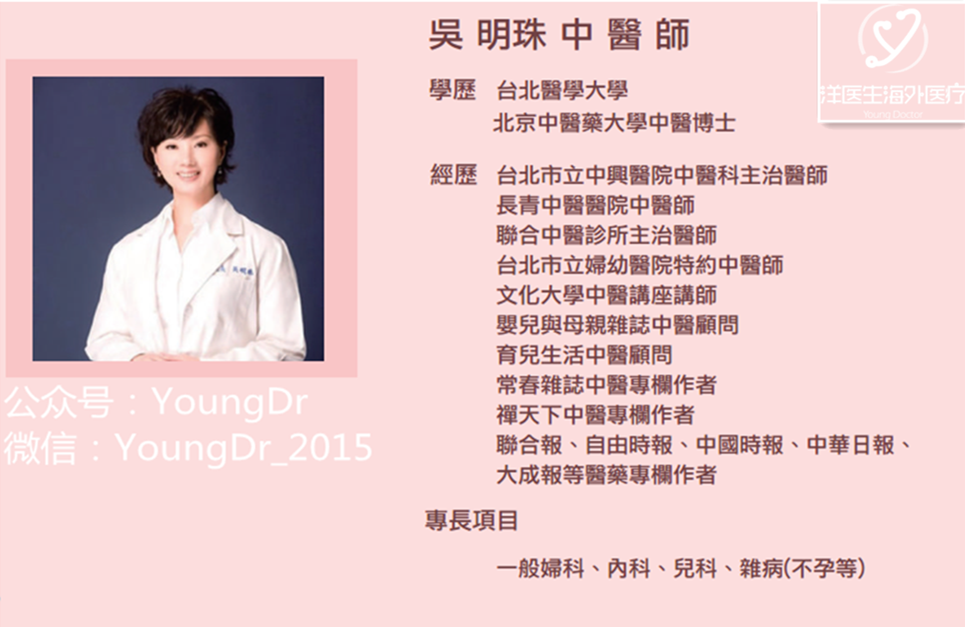 吳明珠中醫師
洋医生海外医疗
Young Doctor
學歷 台北醫學大學
北京中醫藥大學中醫博士
經歷 台北市立中興醫院中醫科主治醫師
長青中醫醫院中醫師
聯合中醫診所主治醫師
台北市立婦幼醫院特約中醫師
文化大學中醫講座講師
嬰兒與母親雜誌中醫顧問
育兒生活中醫顧問
常春雜誌中醫專欄作者
禪天下中醫專欄作者
聯合報、自由時報、中國時報、中華日報、
大成報等醫藥專欄作者
專長項目
一般婦科、內科、兒科、雜病(不孕等)
公众号：YoungDr
微信：YoungDr_2015